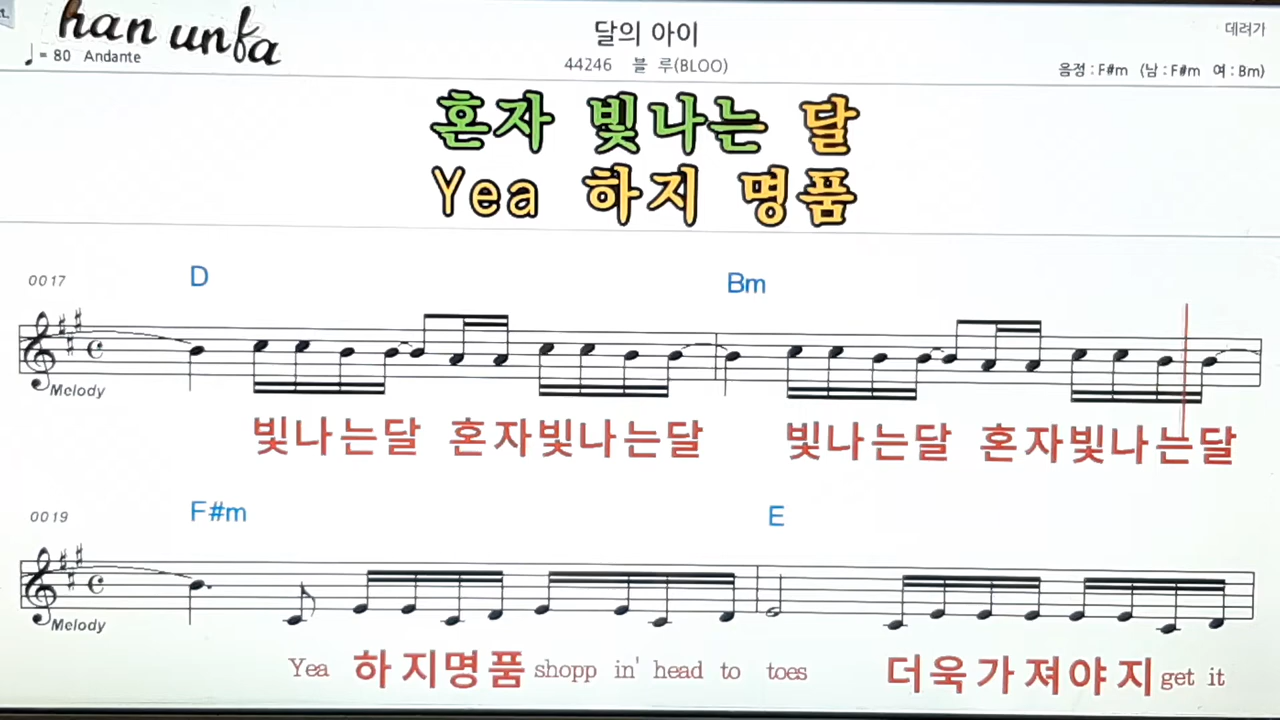 han unfa
♩= 80 Andante
달의 아이
44246 블 루(BLOO)
데려가
음정 : F#m (남 : F#m 여 : Bm)
혼자 빛나는 달
Yea 하지 명품
0017 D Bm
Melody
빛나는달 혼자빛나는달 빛나는달 혼자빛나는달
0019 F#m E
Melody
Yea 하지명품 shopp in' head to toes 더욱가져야지 get it